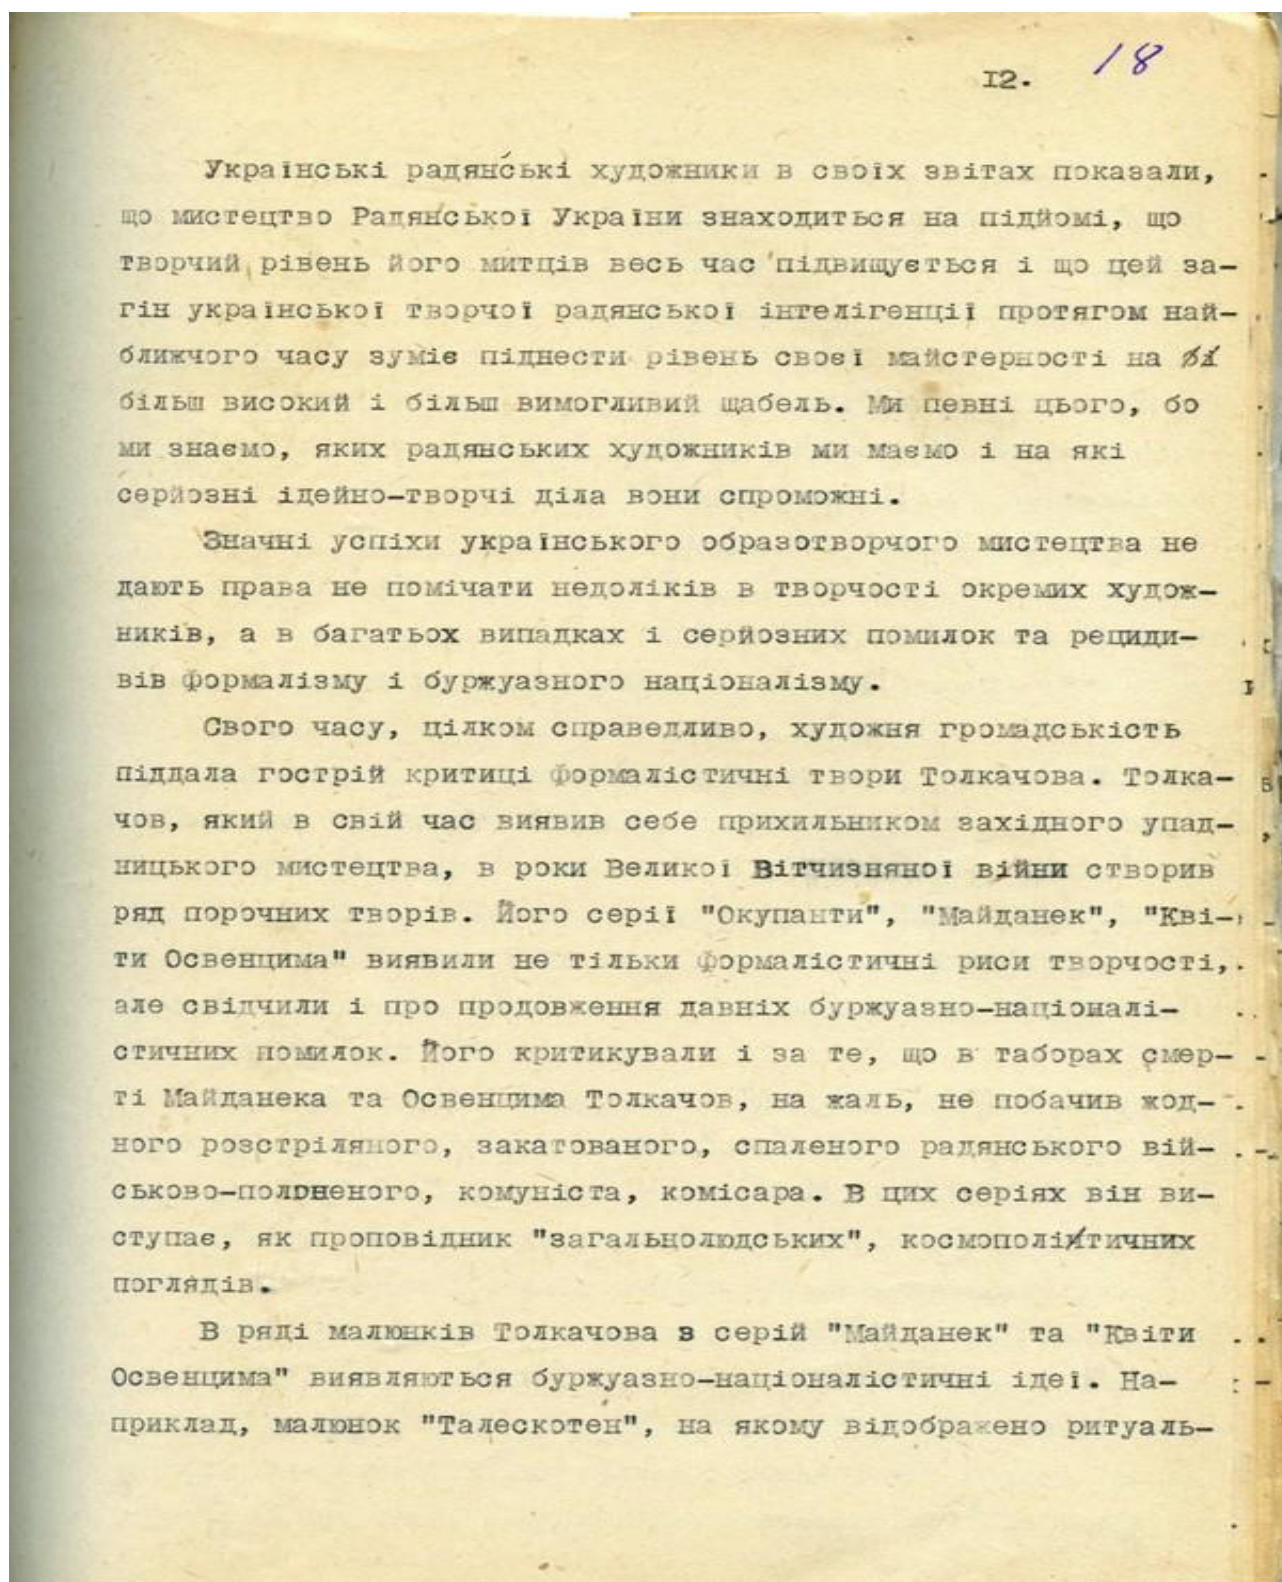 12.
18
Українські радянські художники в своїх звітах показали,
що мистецтво Радянської України знаходиться на підйомі, що
творчий рівень його митців весь час підвищується і що цей за-
гін української творчої радянської інтелігенції протягом най-
ближчого часу зуміє піднести рівень своєї майстерності на
більш високий і більш вимогливий щабель. Ми певні цього, бо
ми знаємо, яких радянських художників ми маємо і на які
серйозні ідейно-творчі діла вони спроможні.
Значні успіхи українського образотворчого мистецтва не
дають права не помічати недоліків в творчості окремих худож-
ників, а в багатьох випадках і серйозних помилок та рециди-
вів формалізму і буржуазного націоналізму.
Свого часу, цілком справедливо, художня громадськість
піддала гострій критиці формалістичні твори Толкачова. Толка-
чов, який в свій час виявив себе прихильником західного упад-
ницького мистецтва, в роки Великої Вітчизняної війни створив
ряд порочних творів. Його серії "Окупанти", "Майданек", "Кві-
ти Освенцима" виявили не тільки формалістичні риси творчості,
але свідчили і про продовження давніх буржуазно-націоналі-
стичних помилок. Його критикували і за те, що в таборах смер-
ті Майданека та Освенцима Толкачов, на жаль, не побачив жод-
ного розстріляного, закатованого, спаленого радянського вій-
ськово-полоненого, комуніста, комісара. В цих серіях він ви-
ступає, як проповідник "загальнолюдських", космополітичних
поглядів.
В ряді малюнків Толкачова з серій "Майданек" та "Квіти
Освенцима" виявляються буржуазно-націоналістичні ідеї. На-
приклад, малюнок "Талескотен", на якому відображено ритуаль-